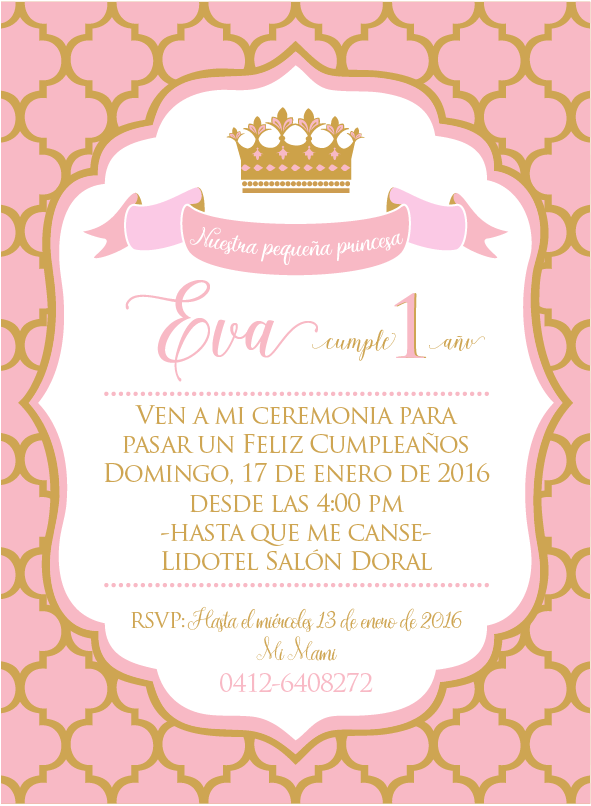 Nuestra pequeña princesa
Eva cumple 1 año
Ven a mi ceremonia para
pasar un Feliz Cumpleaños
Domingo, 17 de enero de 2016
desde las 4:00 pm
-hasta que me canse-
Lidotel Salón Doral
RSVP: Hasta el miércoles 13 de enero de 2016
Mi Mami
0412-6408272